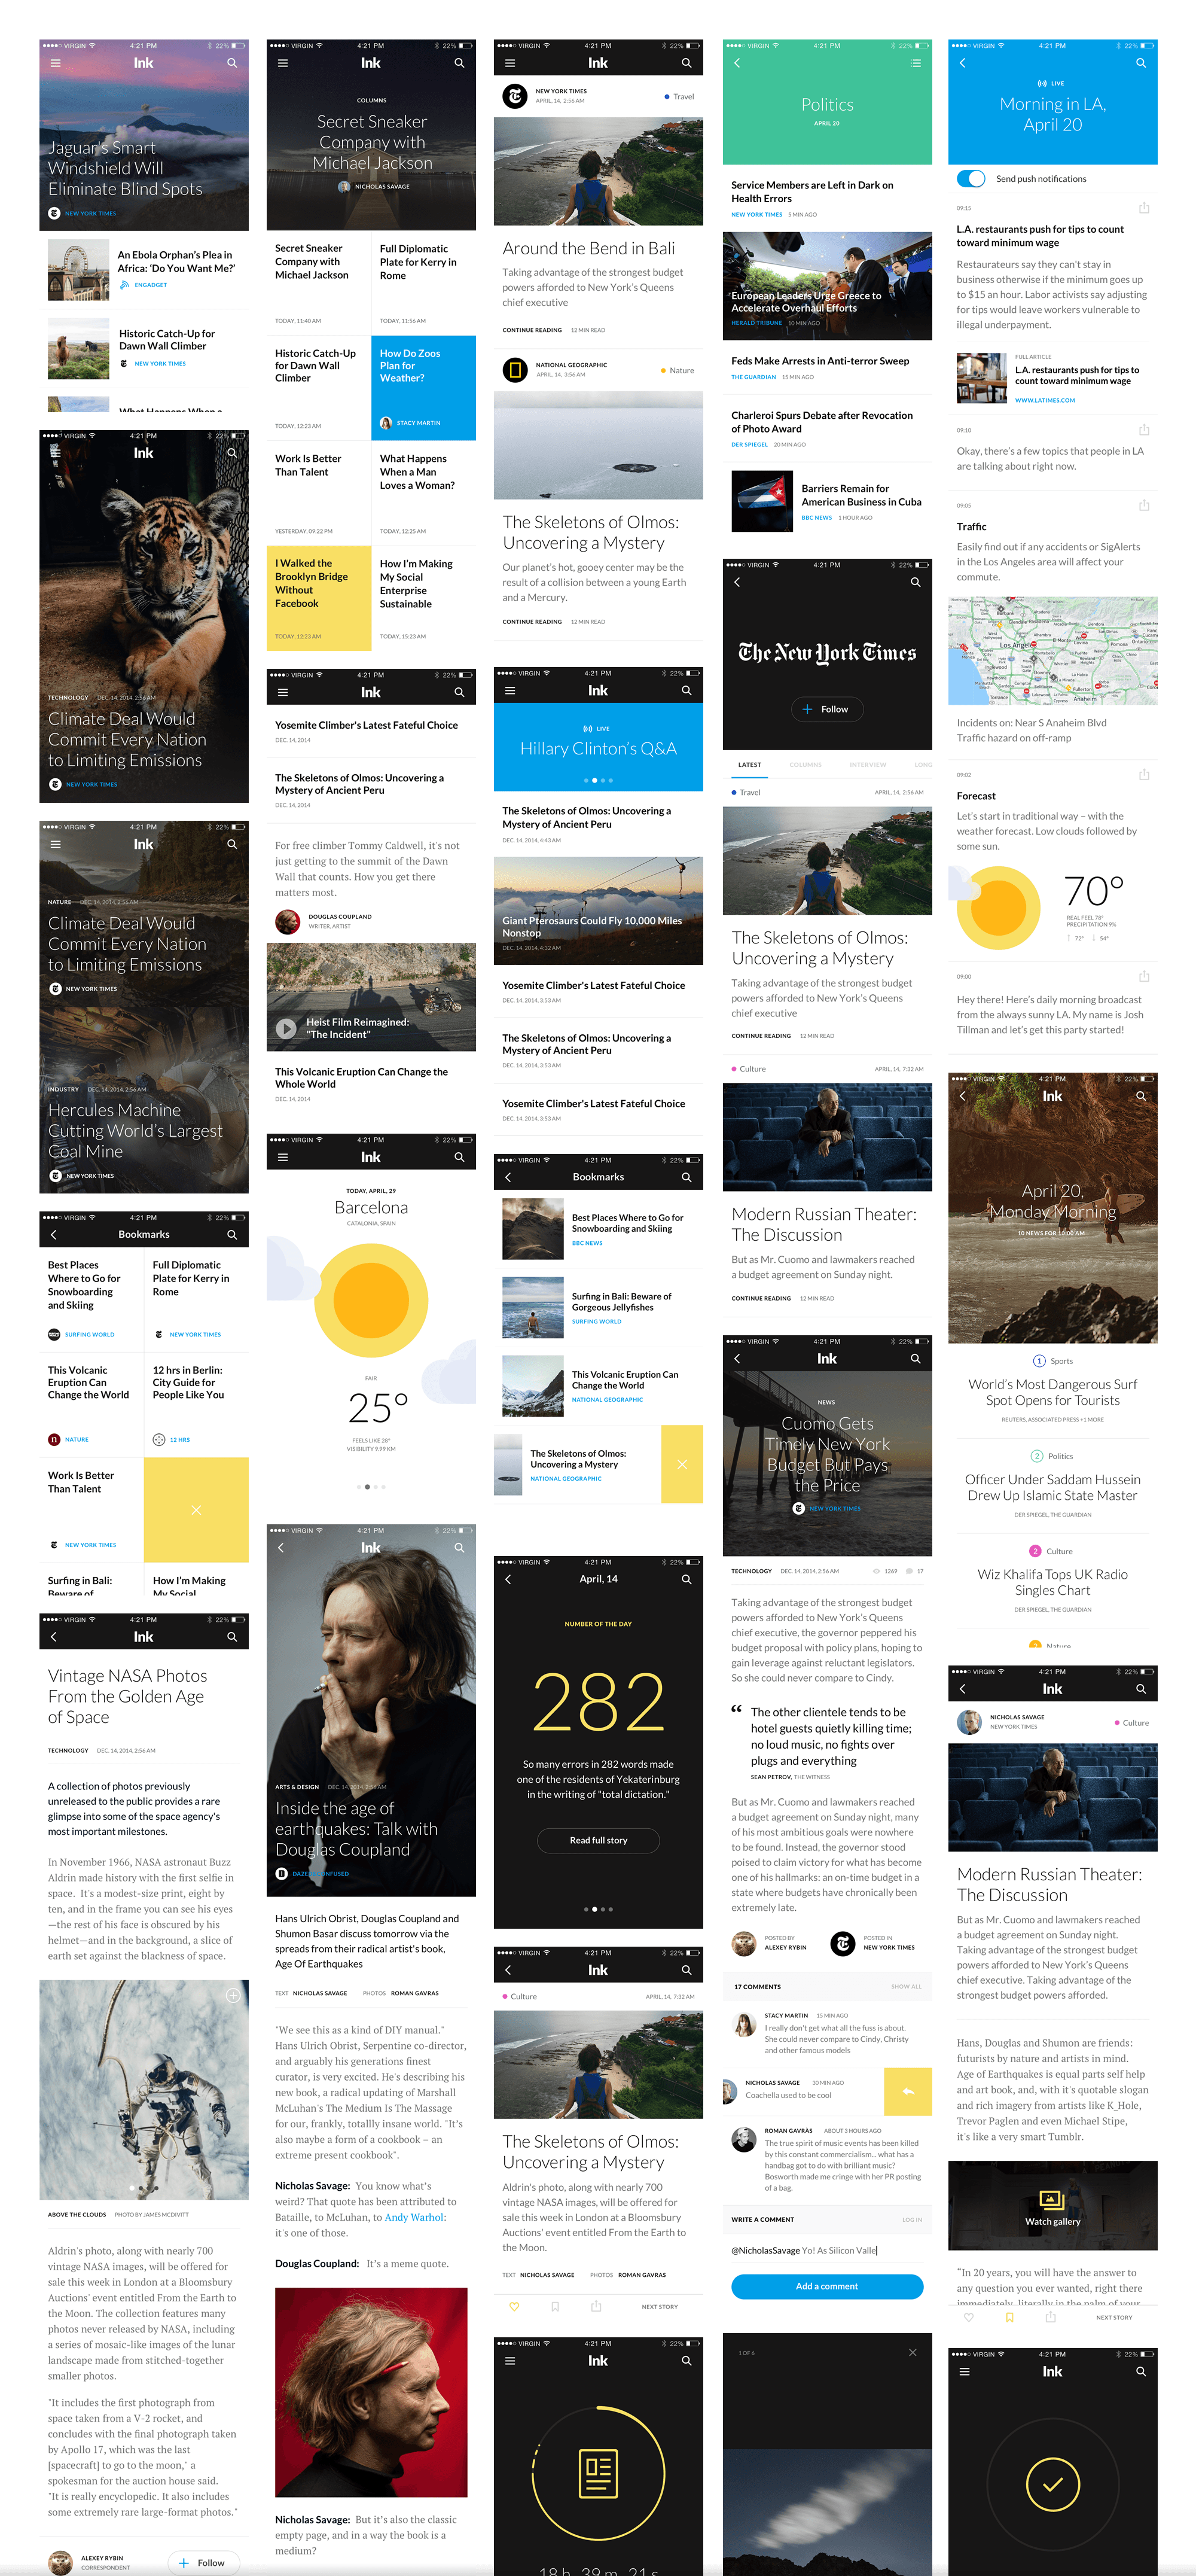 VIRGIN
4:21 PM
22%
Ink
Jaguar's Smart
Windshield Will
Eliminate Blind Spots
NEW YORK TIMES
An Ebola Orphan's Plea in
Africa: 'Do You Want Me?'
ENGADGET
Historic Catch-Up for
Dawn Wall Climber
NEW YORK TIMES
What Happens When a
VIRGIN
4:21 PM
22%
Ink
TECHNOLOGY DEC. 14, 2014, 2:56 AM
Climate Deal Would
Commit Every Nation
to Limiting Emissions
NEW YORK TIMES
VIRGIN
4:21 PM
22%
Ink
NATURE DEC. 14, 2014, 2:56 AM
Climate Deal Would
Commit Every Nation
to Limiting Emissions
NEW YORK TIMES
INDUSTRY DEC. 14, 2014, 2:56 AM
Hercules Machine
Cutting World's Largest
Coal Mine
NEW YORK TIMES
VIRGIN
4:21 PM
22%
Bookmarks
Best Places
Where to Go for
Snowboarding
and Skiing
SURFING WORLD
Full Diplomatic
Plate for Kerry in
Rome
NEW YORK TIMES
This Volcanic
Eruption Can
Change the World
NATURE
12 hrs in Berlin:
City Guide for
People Like You
12 HRS
Work Is Better
Than Talent
NEW YORK TIMES
Surfing in Bali:
Beware of
How I'm Making
My Social
VIRGIN
4:21 PM
22%
Ink
Vintage NASA Photos
From the Golden Age
of Space
TECHNOLOGY DEC. 14, 2014, 2:56 AM
A collection of photos previously
unreleased to the public provides a rare
glimpse into some of the space agency's
most important milestones.
In November 1966, NASA astronaut Buzz
Aldrin made history with the first selfie in
space. It's a modest-size print, eight by
ten, and in the frame you can see his eyes
—the rest of his face is obscured by his
helmet—and in the background, a slice of
earth set against the blackness of space.
ABOVE THE CLOUDS PHOTO BY JAMES MCDIVITT
Aldrin's photo, along with nearly 700
vintage NASA images, will be offered for
sale this week in London at a Bloomsbury
Auctions' event entitled From the Earth to
the Moon. The collection features many
photos never released by NASA, including
a series of mosaic-like images of the lunar
landscape made from stitched-together
smaller photos.
"It includes the first photograph from
space taken from a V-2 rocket, and
concludes with the final photograph taken
by Apollo 17, which was the last
[spacecraft] to go to the moon," a
spokesman for the auction house said.
"It is really encyclopedic. It also includes
some extremely rare large-format photos."
ALEXEY RYBIN
CORRESPONDENT
Follow
VIRGIN
4:21 PM
22%
Ink
COLUMNS
Secret Sneaker
Company with
Michael Jackson
NICHOLAS SAVAGE
Secret Sneaker
Company with
Michael Jackson
TODAY, 11:40 AM
Full Diplomatic
Plate for Kerry in
Rome
TODAY, 11:56 AM
Historic Catch-Up
for Dawn Wall
Climber
TODAY, 12:23 AM
How Do Zoos
Plan for
Weather?
STACY MARTIN
Work Is Better
Than Talent
YESTERDAY, 09:22 PM
What Happens
When a Man
Loves a Woman?
TODAY, 12:25 AM
I Walked the
Brooklyn Bridge
Without
Facebook
TODAY, 12:23 AM
How I'm Making
My Social
Enterprise
Sustainable
TODAY, 15:23 AM
VIRGIN
4:21 PM
22%
Ink
Yosemite Climber's Latest Fateful Choice
DEC. 14, 2014
The Skeletons of Olmos: Uncovering a
Mystery of Ancient Peru
DEC. 14, 2014
For free climber Tommy Caldwell, it's not
just getting to the summit of the Dawn
Wall that counts. How you get there
matters most.
DOUGLAS COUPLAND
WRITER, ARTIST
Heist Film Reimagined:
"The Incident"
This Volcanic Eruption Can Change the
Whole World
DEC. 14, 2014
VIRGIN
4:21 PM
22%
Ink
TODAY, APRIL, 29
Barcelona
CATALONIA, SPAIN
FAIR
25°
FEELS LIKE 28°
VISIBILITY 9.99 KM
VIRGIN
4:21 PM
22%
Ink
ARTS & DESIGN DEC. 14, 2014, 2:56 AM
Inside the age of
earthquakes: Talk with
Douglas Coupland
DAZED & CONFUSED
Hans Ulrich Obrist, Douglas Coupland and
Shumon Basar discuss tomorrow via the
spreads from their radical artist's book,
Age Of Earthquakes
TEXT NICHOLAS SAVAGE PHOTOS ROMAN GAVRAS
"We see this as a kind of DIY manual."
Hans Ulrich Obrist, Serpentine co-director,
and arguably his generations finest
curator, is very excited. He's describing his
new book, a radical updating of Marshall
McLuhan's The Medium Is The Massage
for our, frankly, totallly insane world. "It's
also maybe a form of a cookbook – an
extreme present cookbook".
Nicholas Savage: You know what's
weird? That quote has been attributed to
Bataille, to McLuhan, to Andy Warhol:
it's one of those.
Douglas Coupland: It's a meme quote.
Nicholas Savage: But it's also the classic
empty page, and in a way the book is a
medium?
VIRGIN
4:21 PM
22%
Ink
NEW YORK TIMES
APRIL, 14, 2:56 AM
Travel
Around the Bend in Bali
Taking advantage of the strongest budget
powers afforded to New York's Queens
chief executive
CONTINUE READING 12 MIN READ
NATIONAL GEOGRAPHIC
APRIL, 14, 3:56 AM
Nature
The Skeletons of Olmos:
Uncovering a Mystery
Our planet's hot, gooey center may be the
result of a collision between a young Earth
and a Mercury.
CONTINUE READING 12 MIN READ
VIRGIN
4:21 PM
22%
Ink
LIVE
Hillary Clinton's Q&A
The Skeletons of Olmos: Uncovering a
Mystery of Ancient Peru
DEC. 14, 2014, 4:43 AM
Giant Pterosaurs Could Fly 10,000 Miles
Nonstop
DEC. 14, 2014, 4:32 AM
Yosemite Climber's Latest Fateful Choice
DEC. 14, 2014, 3:53 AM
The Skeletons of Olmos: Uncovering a
Mystery of Ancient Peru
DEC. 14, 2014, 3:53 AM
Yosemite Climber's Latest Fateful Choice
DEC. 14, 2014, 3:53 AM
VIRGIN
4:21 PM
22%
Bookmarks
Best Places Where to Go for
Snowboarding and Skiing
BBC NEWS
Surfing in Bali: Beware of
Gorgeous Jellyfishes
SURFING WORLD
This Volcanic Eruption Can
Change the World
NATIONAL GEOGRAPHIC
The Skeletons of Olmos:
Uncovering a Mystery
NATIONAL GEOGRAPHIC
VIRGIN
4:21 PM
22%
April, 14
NUMBER OF THE DAY
282
So many errors in 282 words made
one of the residents of Yekaterinburg
in the writing of "total dictation."
Read full story
VIRGIN
4:21 PM
22%
Ink
Culture
APRIL, 14, 7:32 AM
The Skeletons of Olmos:
Uncovering a Mystery
Aldrin's photo, along with nearly 700
vintage NASA images, will be offered for
sale this week in London at a Bloomsbury
Auctions' event entitled From the Earth to
the Moon.
TEXT NICHOLAS SAVAGE PHOTOS ROMAN GAVRAS
NEXT STORY
VIRGIN
4:21 PM
22%
Ink
18 h 39 m 21 s
VIRGIN
4:21 PM
22%
Politics
APRIL 20
Service Members are Left in Dark on
Health Errors
NEW YORK TIMES 5 MIN AGO
European Leaders Urge Greece to
Accelerate Overhaul Efforts
HERALD TRIBUNE 10 MIN AGO
Feds Make Arrests in Anti-terror Sweep
THE GUARDIAN 15 MIN AGO
Charleroi Spurs Debate after Revocation
of Photo Award
DER SPIEGEL 20 MIN AGO
Barriers Remain for
American Business in Cuba
BBC NEWS 1 HOUR AGO
VIRGIN
4:21 PM
22%
The New York Times
Follow
LATEST COLUMNS INTERVIEW LONG
Travel
APRIL, 14, 2:56 AM
The Skeletons of Olmos:
Uncovering a Mystery
Taking advantage of the strongest budget
powers afforded to New York's Queens
chief executive
CONTINUE READING 12 MIN READ
Culture
APRIL, 14, 7:32 AM
Modern Russian Theater:
The Discussion
But as Mr. Cuomo and lawmakers reached
a budget agreement on Sunday night.
CONTINUE READING 12 MIN READ
VIRGIN
4:21 PM
22%
Ink
NEWS
Cuomo Gets
Timely New York
Budget But Pays
the Price
NEW YORK TIMES
TECHNOLOGY DEC. 14, 2014, 2:56 AM 1269 17
Taking advantage of the strongest budget
powers afforded to New York's Queens
chief executive, the governor peppered his
budget proposal with policy plans, hoping to
gain leverage against reluctant legislators.
So she could never compare to Cindy.
“ The other clientele tends to be
hotel guests quietly killing time;
no loud music, no fights over
plugs and everything
SEAN PETROV, THE WITNESS
But as Mr. Cuomo and lawmakers reached
a budget agreement on Sunday night, many
of his most ambitious goals were nowhere
to be found. Instead, the governor stood
poised to claim victory for what has become
one of his hallmarks: an on-time budget in a
state where budgets have chronically been
extremely late.
POSTED BY
ALEXEY RYBIN
POSTED IN
NEW YORK TIMES
17 COMMENTS
SHOW ALL
STACY MARTIN 15 MIN AGO
I really don't get what all the fuss is about.
She could never compare to Cindy, Christy
and other famous models
NICHOLAS SAVAGE 30 MIN AGO
Coachella used to be cool
ROMAN GAVRÀS ABOUT 3 HOURS AGO
The true spirit of music events has been killed
by this constant commercialism... what has a
handbag got to do with brilliant music?
Bosworth made me cringe with her PR posting
of a bag.
WRITE A COMMENT
LOG IN
@NicholasSavage Yo! As Silicon Valle
Add a comment
1 OF 6
VIRGIN
4:21 PM
22%
LIVE
Morning in LA,
April 20
Send push notifications
09:15
L.A. restaurants push for tips to count
toward minimum wage
Restaurateurs say they can't stay in
business otherwise if the minimum goes up
to $15 an hour. Labor activists say adjusting
for tips would leave workers vulnerable to
illegal underpayment.
FULL ARTICLE
L.A. restaurants push for tips to
count toward minimum wage
WWW.LATIMES.COM
09:10
Okay, there's a few topics that people in LA
are talking about right now.
09:05
Traffic
Easily find out if any accidents or SigAlerts
in the Los Angeles area will affect your
commute.
Los Angeles
Incidents on: Near S Anaheim Blvd
Traffic hazard on off-ramp
09:02
Forecast
Let's start in traditional way – with the
weather forecast. Low clouds followed by
some sun.
70°
REAL FEEL 78°
PRECIPITATION 9%
72° 54°
09:00
Hey there! Here's daily morning broadcast
from the always sunny LA. My name is Josh
Tillman and let's get this party started!
VIRGIN
4:21 PM
22%
Ink
April 20,
Monday Morning
10 NEWS FOR 10:00 AM
1 Sports
World's Most Dangerous Surf
Spot Opens for Tourists
REUTERS, ASSOCIATED PRESS +1 MORE
2 Politics
Officer Under Saddam Hussein
Drew Up Islamic State Master
DER SPIEGEL, THE GUARDIAN
2 Culture
Wiz Khalifa Tops UK Radio
Singles Chart
DER SPIEGEL, THE GUARDIAN
Nature
VIRGIN
4:21 PM
22%
Ink
NICHOLAS SAVAGE
NEW YORK TIMES
Culture
Modern Russian Theater:
The Discussion
But as Mr. Cuomo and lawmakers reached
a budget agreement on Sunday night.
Taking advantage of the strongest budget
powers afforded to New York's Queens
chief executive. Taking advantage of the
strongest budget powers afforded.
Hans, Douglas and Shumon are friends:
futurists by nature and artists in mind.
Age of Earthquakes is equal parts self help
and art book, and, with it's quotable slogan
and rich imagery from artists like K_Hole,
Trevor Paglen and even Michael Stipe,
it's like a very smart Tumblr.
Watch gallery
“In 20 years, you will have the answer to
any question you ever wanted, right there
immediately, literally in the palm of your
NEXT STORY
VIRGIN
4:21 PM
22%
Ink